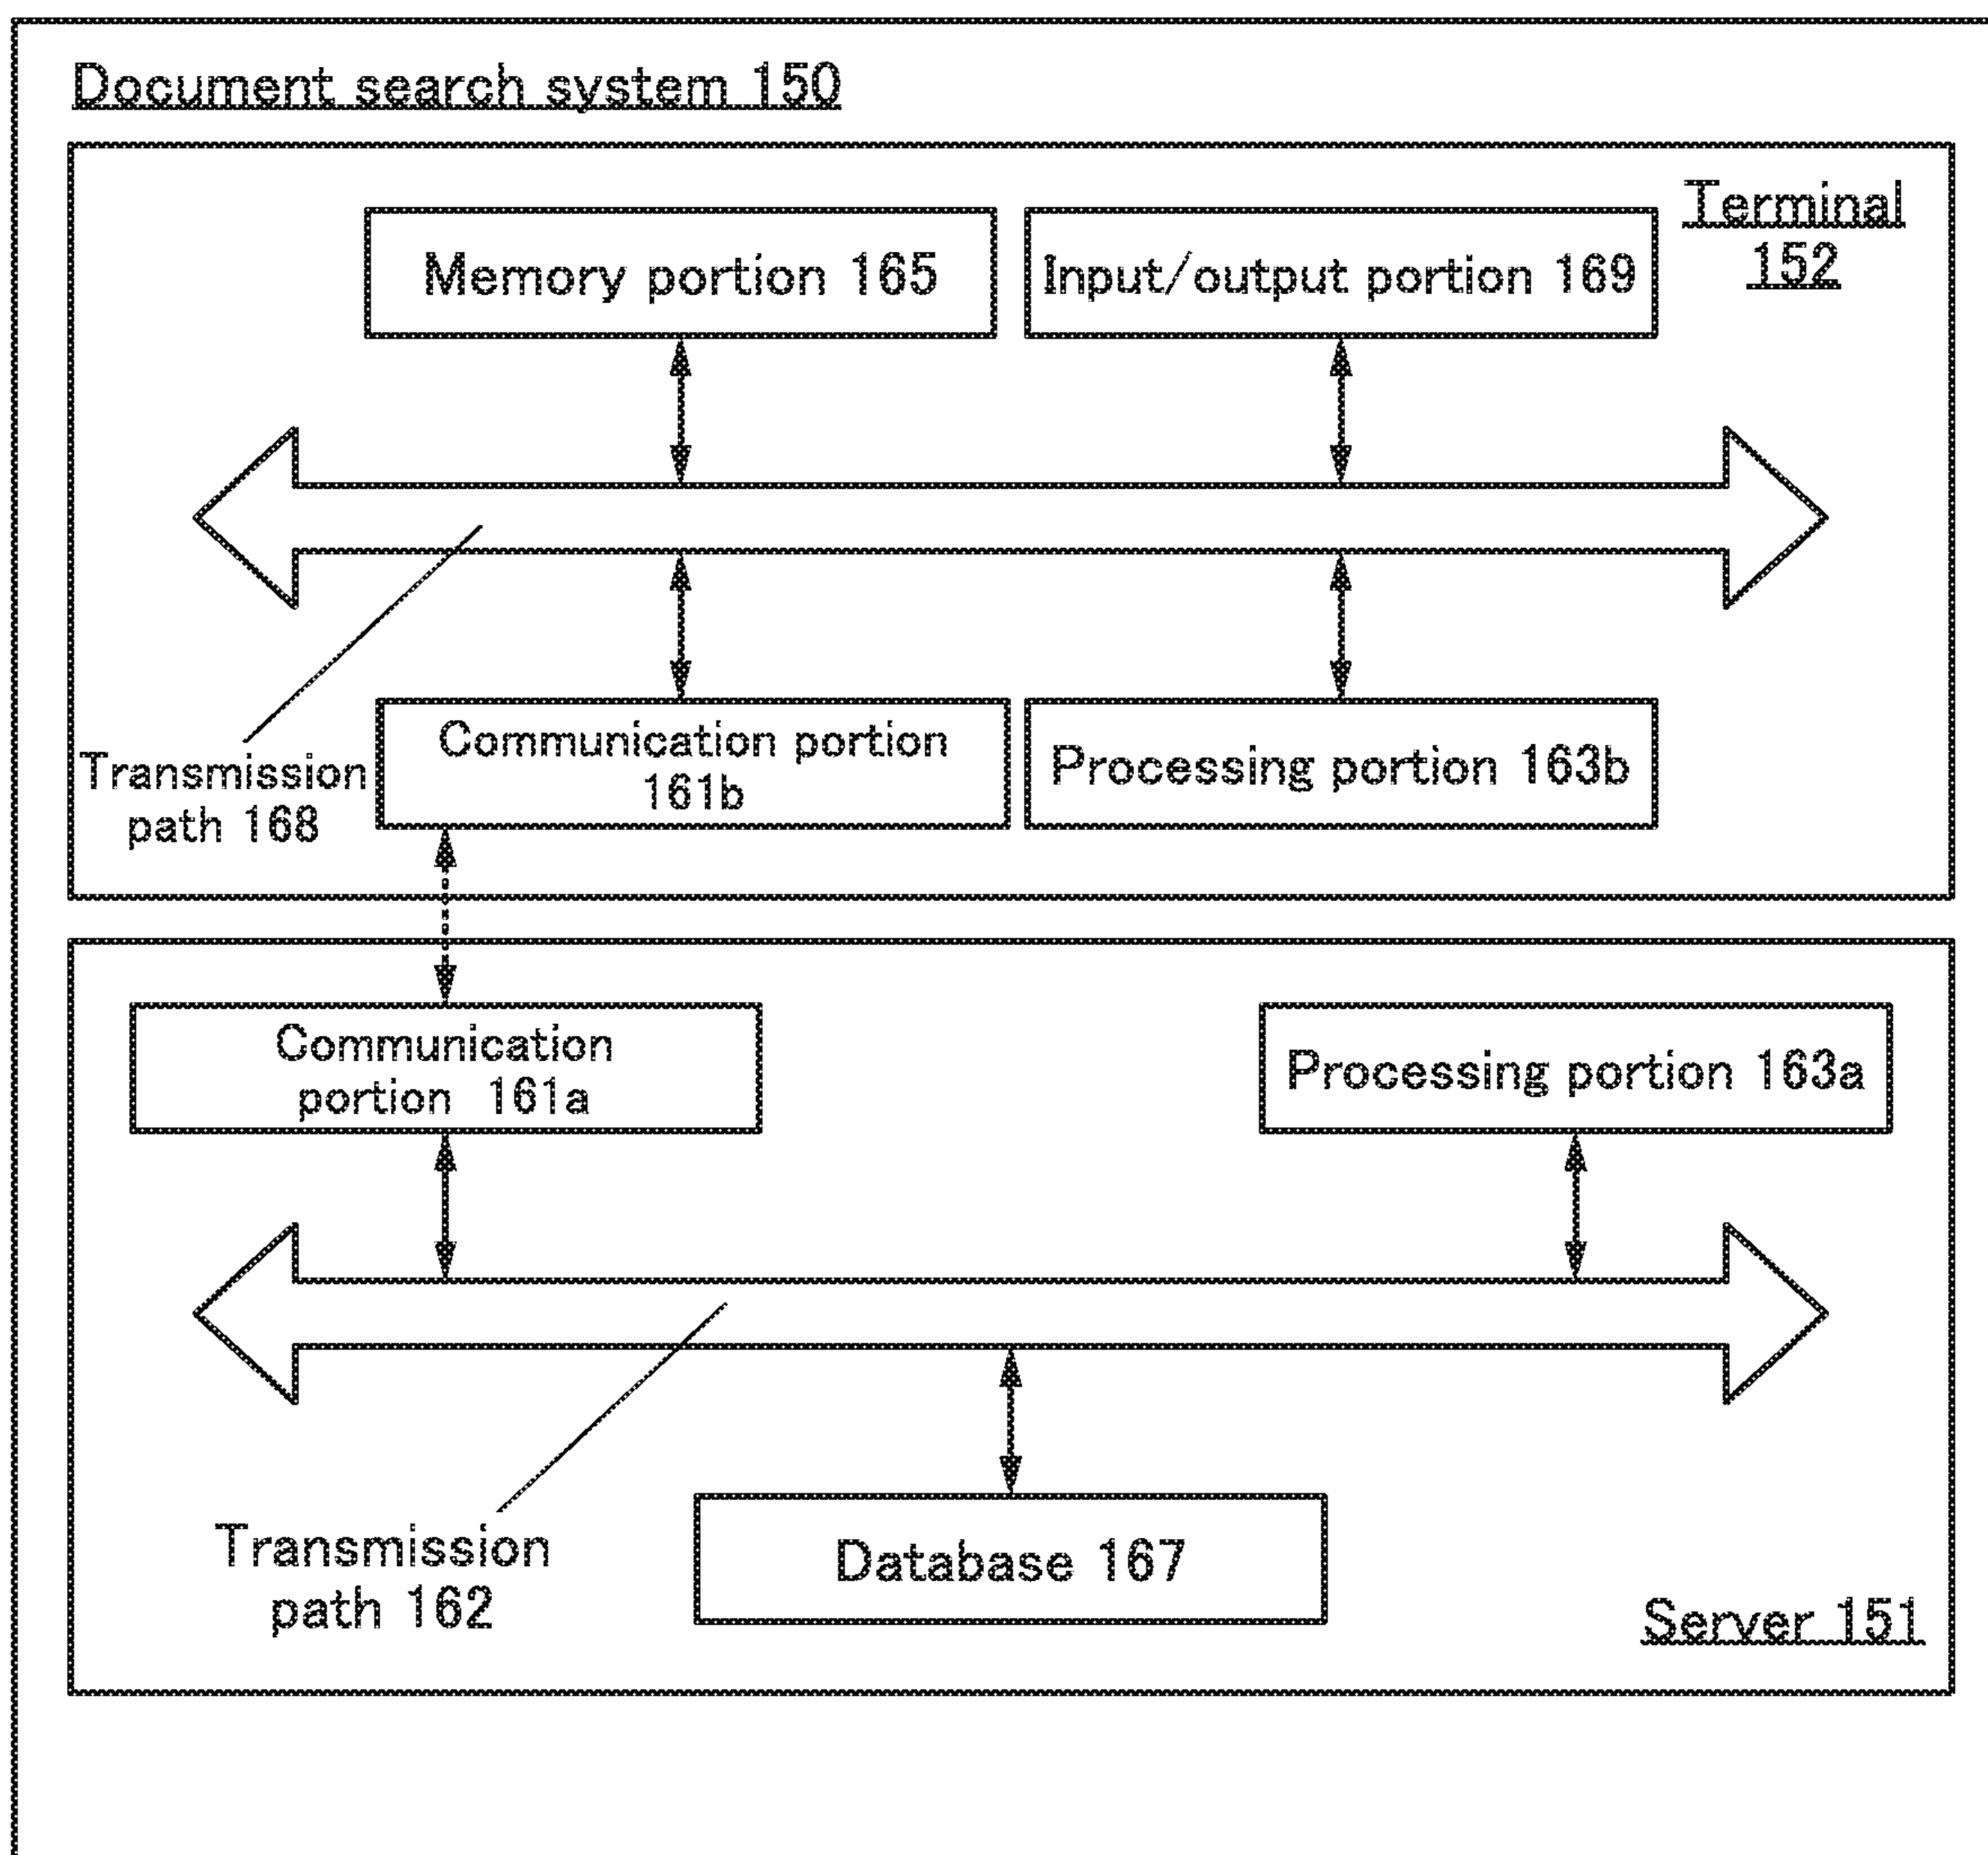 Document search system 150
Terminal
152
Memory portion 165
Input/output portion 169
Communication portion
161b
Processing portion 163b
Transmission
path 168
Communication
portion 161a
Processing portion 163a
Transmission
path 162
Database 167
Server 151